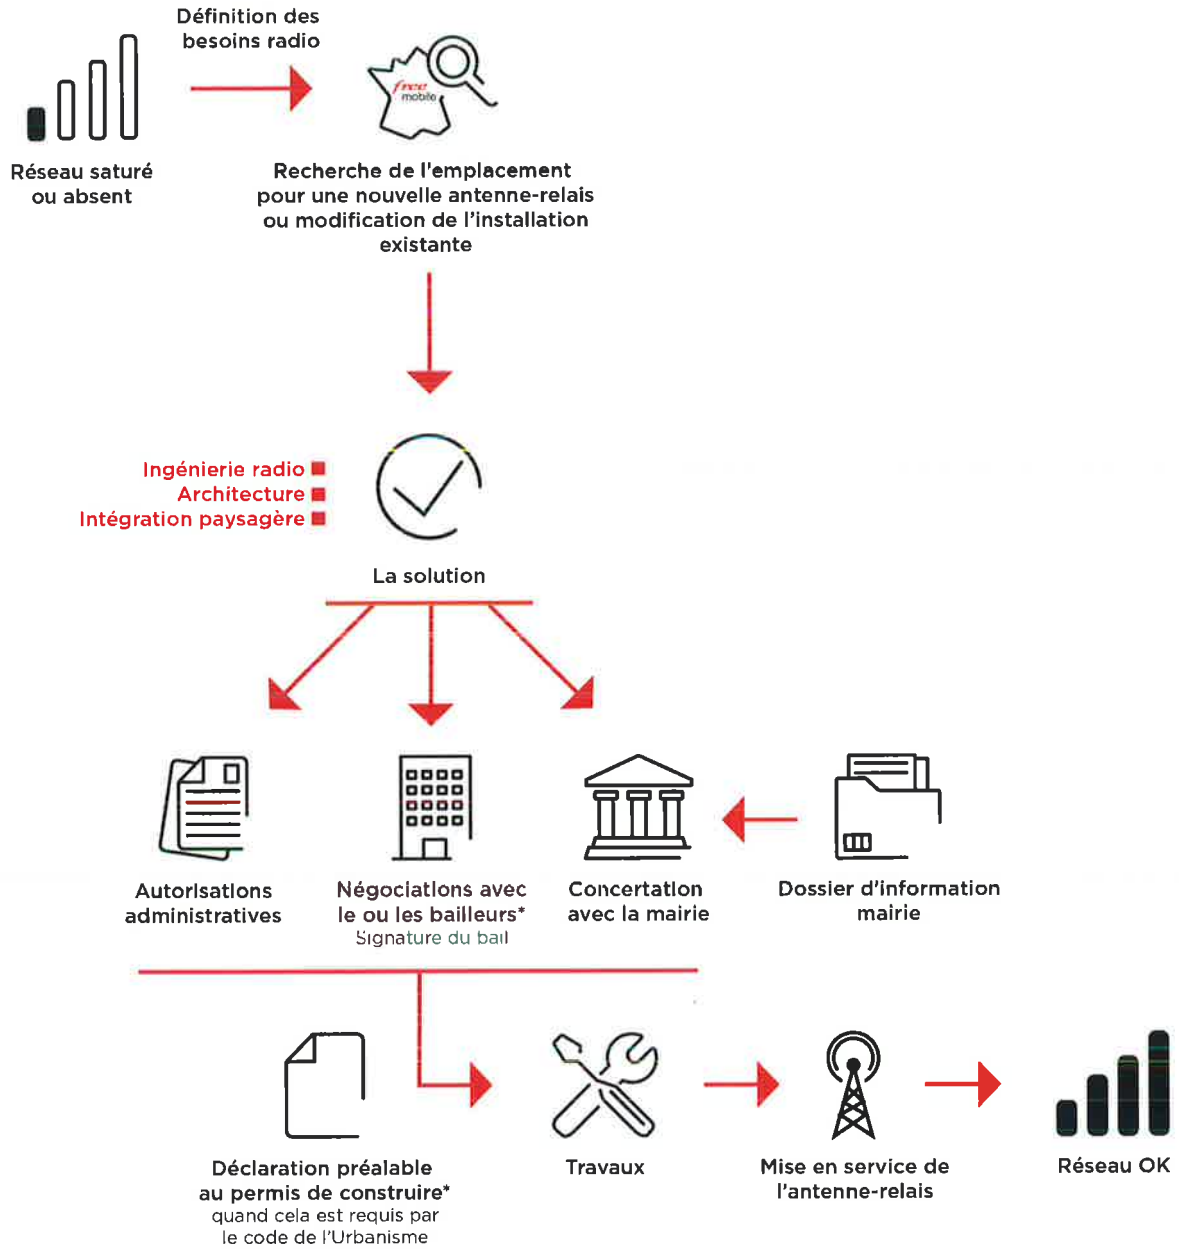 Définition des
besoins radio
free
mobile
Réseau saturé
ou absent
Recherche de l'emplacement
pour une nouvelle antenne-relais
ou modification de l'installation
existante
Ingénierie radio
Architecture
Intégration paysagère
La solution
Autorisations
administratives
Négociations avec
le ou les bailleurs*
Signature du bail
Concertation
avec la mairie
Dossier d'information
mairie
Déclaration préalable
au permis de construire*
quand cela est requis par
le code de l'Urbanisme
Travaux
Mise en service de
l'antenne-relais
Réseau OK